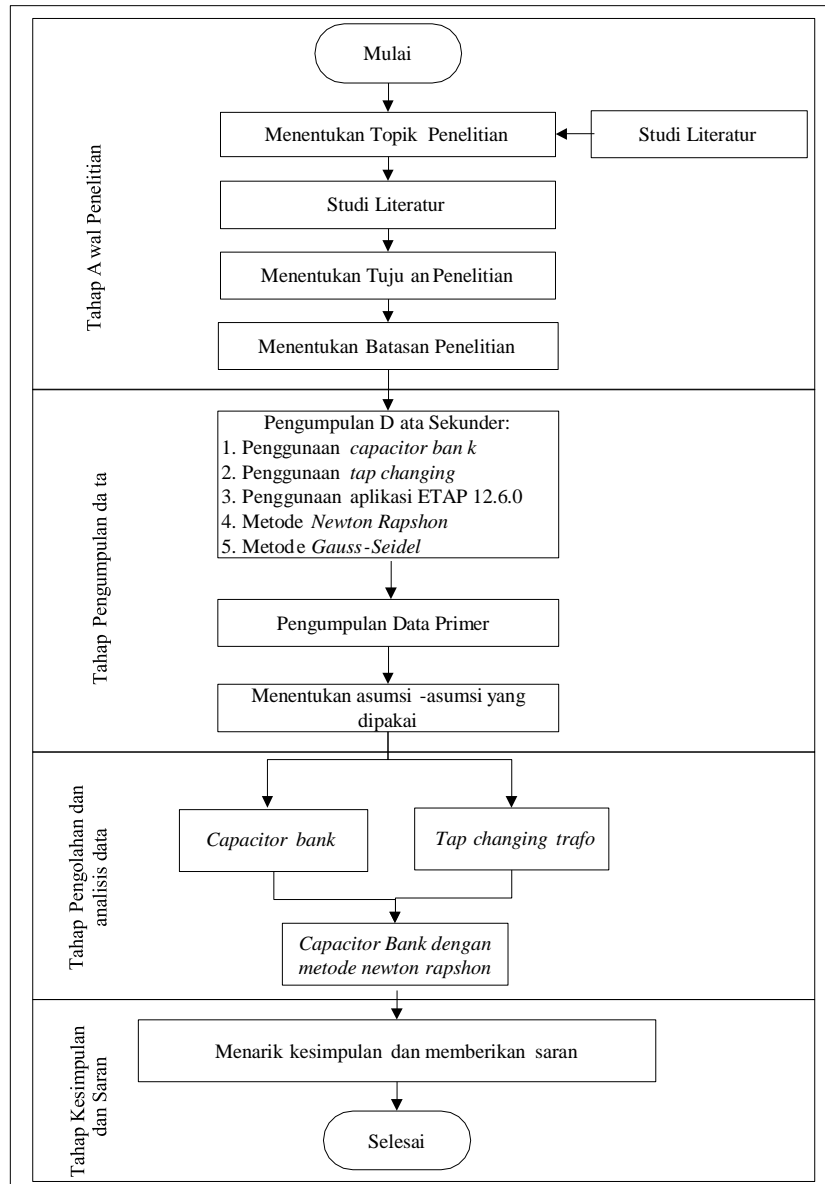 Tahap Awal Penelitian
Mulai
Menentukan Topik Penelitian
Studi Literatur
Studi Literatur
Menentukan Tuju an Penelitian
Menentukan Batasan Penelitian
Tahap Pengumpulan da ta
Pengumpulan D ata Sekunder:
1. Penggunaan capacitor ban k
2. Penggunaan tap changing
3. Penggunaan aplikasi ETAP 12.6.0
4. Metode Newton Rapshon
5. Metode Gauss-Seidel
Pengumpulan Data Primer
Menentukan asumsi -asumsi yang
dipakai
Tahap Pengolahan dan
analisis data
Capacitor bank
Tap changing trafo
Capacitor Bank dengan
metode newton rapshon
Tahap Kesimpulan
dan Saran
Menarik kesimpulan dan memberikan saran
Selesai